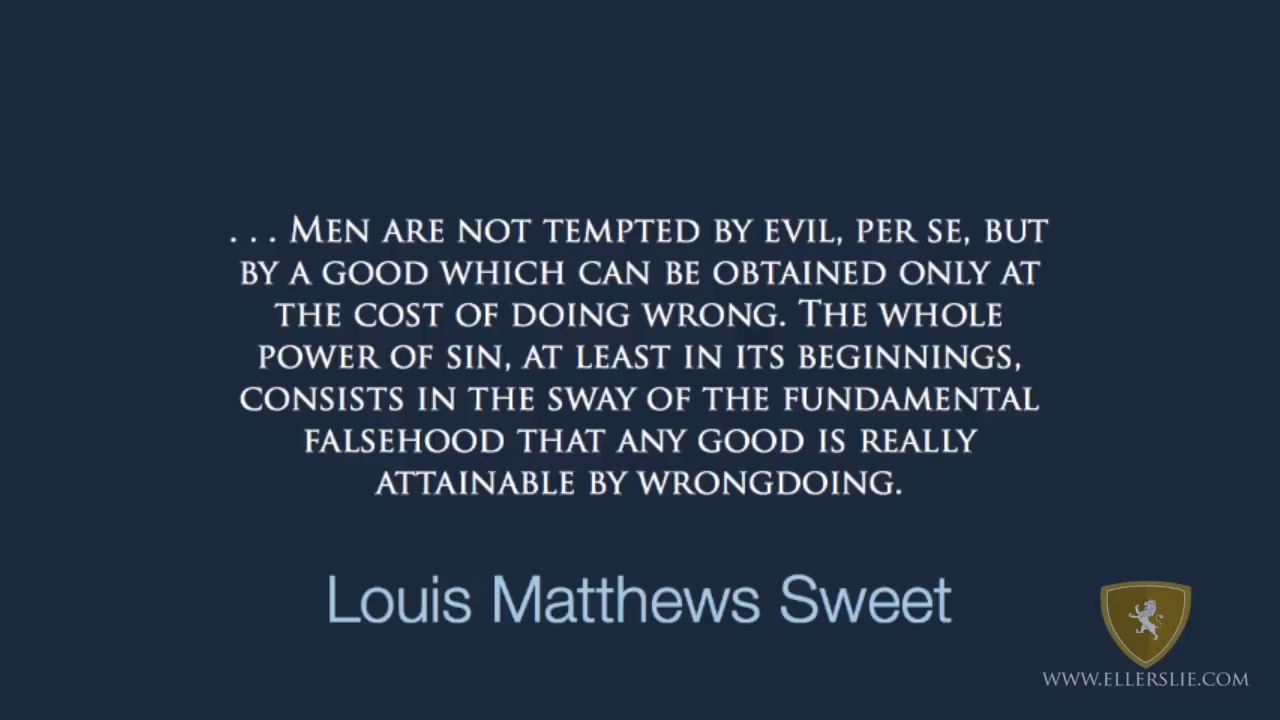 . . . Men are not tempted by evil, per se, but
by a good which can be obtained only at
the cost of doing wrong. The whole
power of sin, at least in its beginnings,
consists in the sway of the fundamental
falsehood that any good is really
attainable by wrongdoing.
Louis Matthews Sweet
www.ellerslie.com